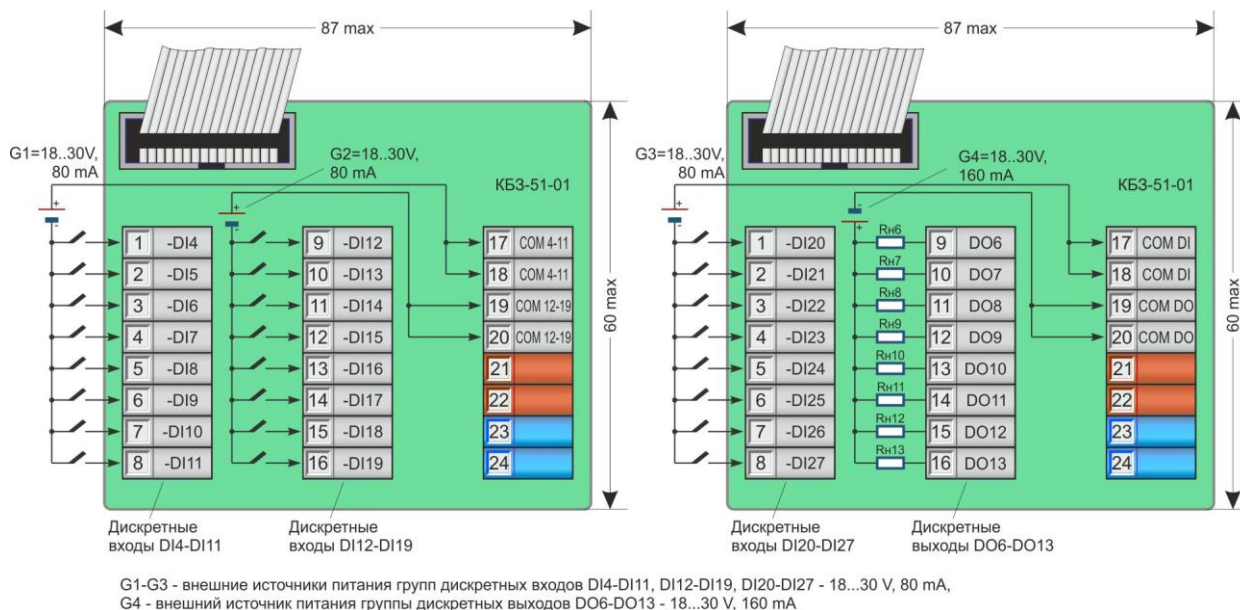 87 max
87 max
G1=18..30V,
80 mA
G2=18..30V,
80 mA
КБЗ-51-01
60 max
1 -DI4
2 -DI5
3 -DI6
4 -DI7
5 -DI8
6 -DI9
7 -DI10
8 -DI11
9 -DI12
10 -DI13
11 -DI14
12 -DI15
13 -DI16
14 -DI17
15 -DI18
16 -DI19
17 COM 4-11
18 COM 4-11
19 COM 12-19
20 COM 12-19
21
22
23
24
Дискретные
входы DI4-DI11
Дискретные
входы DI12-DI19
G3=18..30V,
80 mA
G4=18..30V,
160 mA
КБЗ-51-01
60 max
1 -DI20
2 -DI21
3 -DI22
4 -DI23
5 -DI24
6 -DI25
7 -DI26
8 -DI27
Rн6
Rн7
Rн8
Rн9
Rн10
Rн11
Rн12
Rн13
9 DO6
10 DO7
11 DO8
12 DO9
13 DO10
14 DO11
15 DO12
16 DO13
17 COM DI
18 COM DI
19 COM DO
20 COM DO
21
22
23
24
Дискретные
входы DI20-DI27
Дискретные
выходы DO6-DO13
G1-G3 - внешние источники питания групп дискретных входов DI4-DI11, DI12-DI19, DI20-DI27 - 18...30 V, 80 mA,
G4 - внешний источник питания группы дискретных выходов DO6-DO13 - 18...30 V, 160 mA